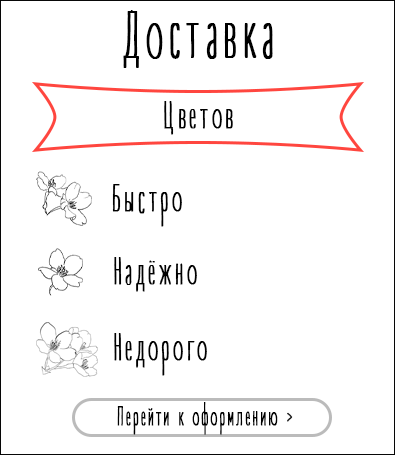 Доставка
Цветов
Быстро
Надёжно
Недорого
Перейти к оформлению >